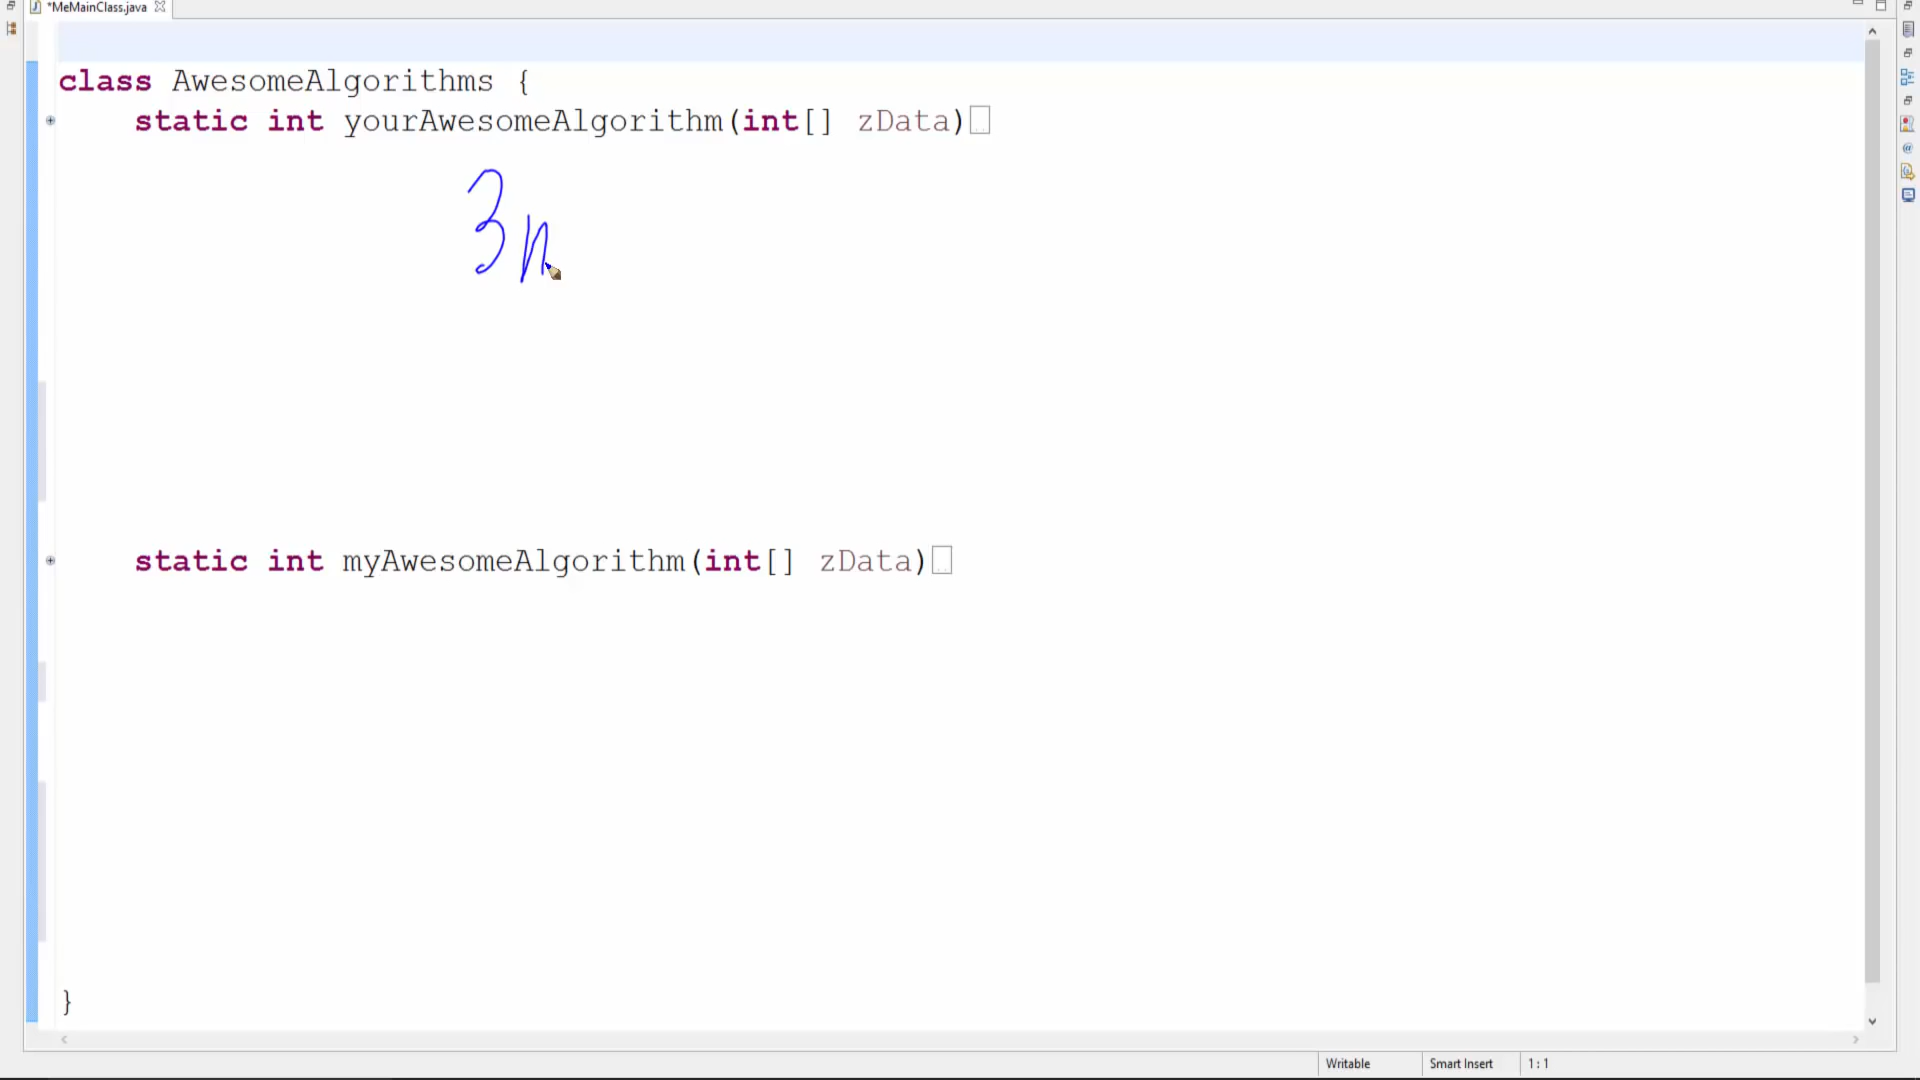 *MeMainClass.java
class AwesomeAlgorithms {
static int yourAwesomeAlgorithm(int[] zData)
3n
static int myAwesomeAlgorithm(int[] zData)
}
Writable Smart Insert 1 : 1